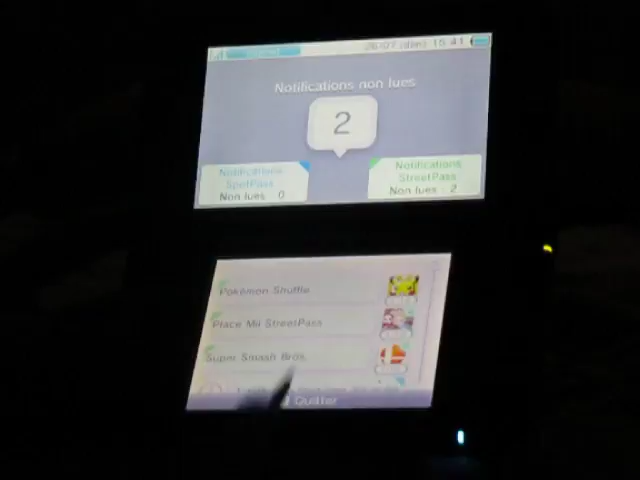 26/07 (dim) 15:41
Notifications non lues
2
Notifications
SpotPass
Non lues : 0
Notifications
StreetPass
Non lues : 2
Pokémon Shuffle
Place Mii StreetPass
Super Smash Bros.
Quitter